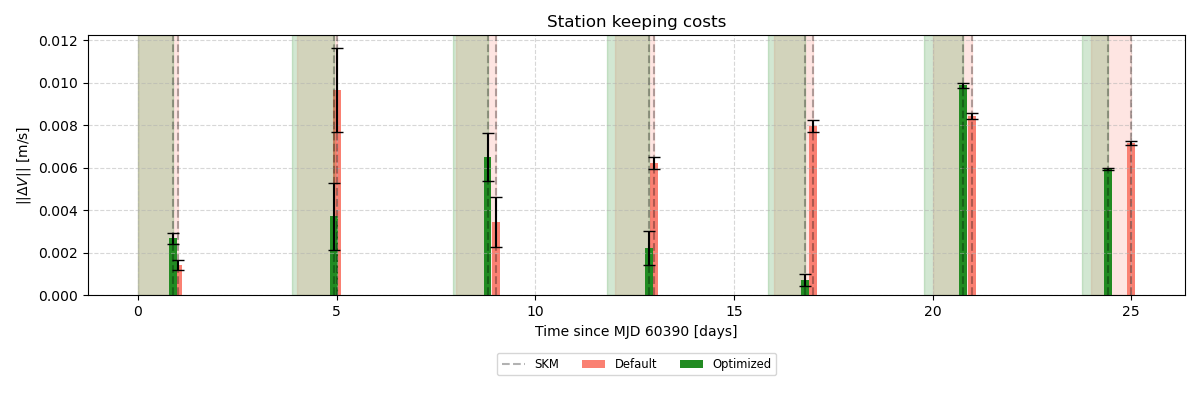 Station keeping costs
||ΔV|| [m/s]
0.012
0.010
0.008
0.006
0.004
0.002
0.000
0 5 10 15 20 25
Time since MJD 60390 [days]
SKM Default Optimized